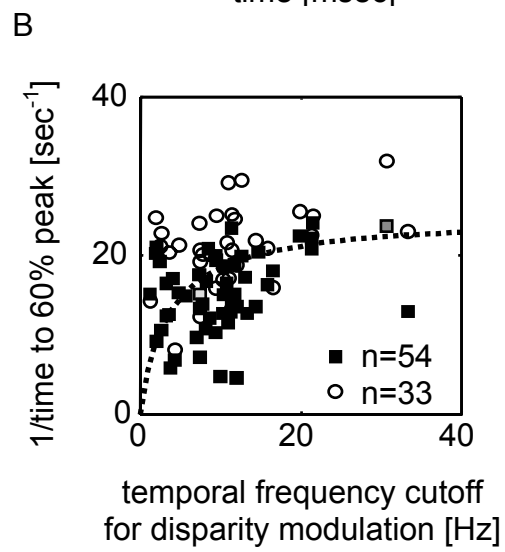 B
1/time to 60% peak [sec⁻¹]
40
20
0
n=54
n=33
0
20
40
temporal frequency cutoff
for disparity modulation [Hz]